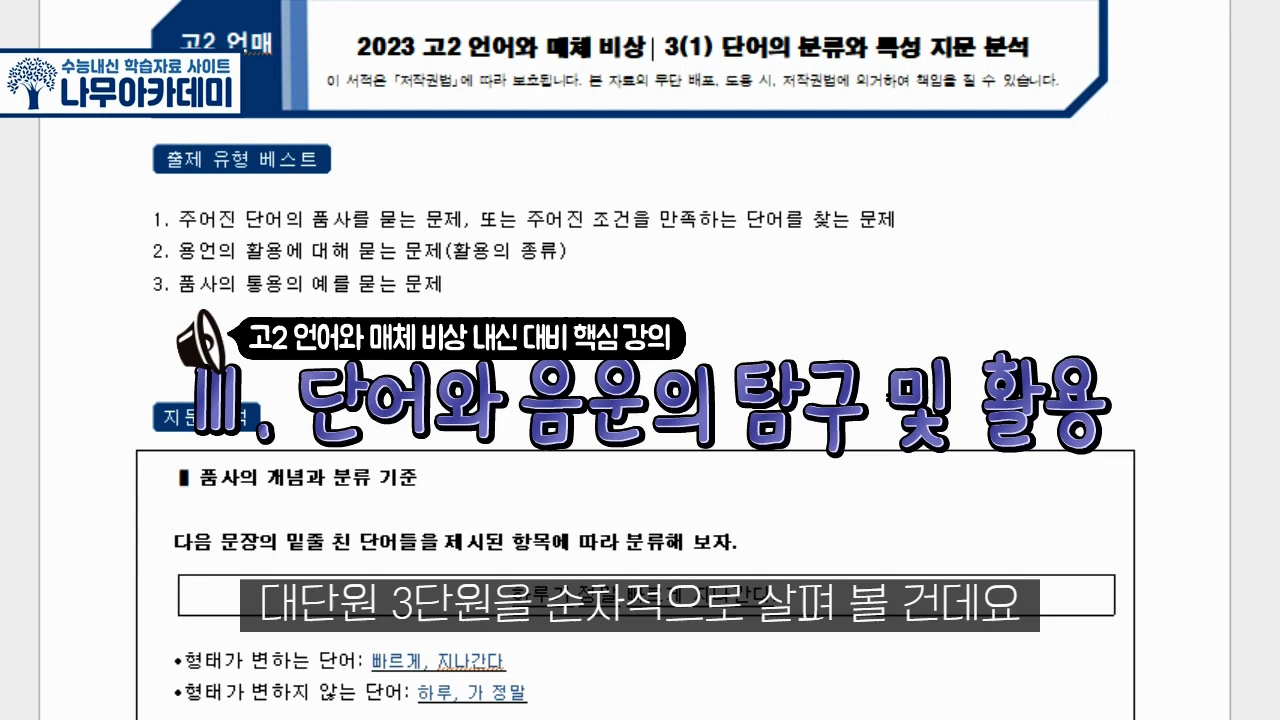 고2 언매
2023 고2 언어와 매체 비상| 3(1) 단어의 분류와 특성 지문 분석
이 서적은 「저작권법」에 따라 보호됩니다. 본 자료의 무단 배포, 도용 시, 저작권법에 의거하여 책임을 질 수 있습니다.
수능내신 학습자료 사이트
나무아카데미
출제 유형 베스트
1. 주어진 단어의 품사를 묻는 문제, 또는 주어진 조건을 만족하는 단어를 찾는 문제
2. 용언의 활용에 대해 묻는 문제(활용의 종류)
3. 품사의 통용의 예를 묻는 문제
고2 언어와 매체 비상 내신 대비 핵심 강의
III. 단어와 음운의 탐구 및 활용
품사의 개념과 분류 기준
다음 문장의 밑줄 친 단어들을 제시된 항목에 따라 분류해 보자.
대단원 3단원을 순차적으로 살펴 볼 건데요
•형태가 변하는 단어: 빠르게, 지나간다
•형태가 변하지 않는 단어: 하루, 가 정말